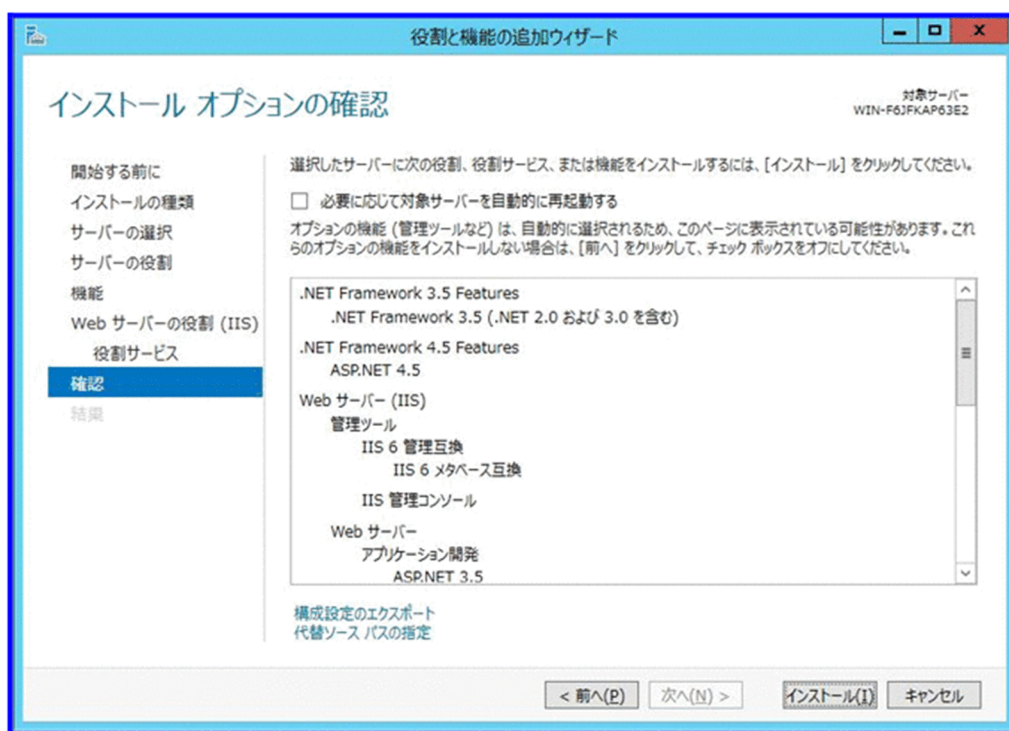 役割と機能の追加ウィザード
インストール オプションの確認
対象サーバー
WIN-F6JFKAP63E2
開始する前に
インストールの種類
サーバーの選択
サーバーの役割
機能
Web サーバーの役割 (IIS)
役割サービス
確認
結果
選択したサーバーに次の役割、役割サービス、または機能をインストールするには、[インストール] をクリックしてください。
必要に応じて対象サーバーを自動的に再起動する
オプションの機能 (管理ツールなど) は、自動的に選択されるため、このページに表示されている可能性があります。これ
らのオプションの機能をインストールしない場合は、[前へ] をクリックして、チェック ボックスをオフにしてください。
.NET Framework 3.5 Features
.NET Framework 3.5 (.NET 2.0 および 3.0 を含む)
.NET Framework 4.5 Features
ASP.NET 4.5
Web サーバー (IIS)
管理ツール
IIS 6 管理互換
IIS 6 メタベース互換
IIS 管理コンソール
Web サーバー
アプリケーション開発
ASP.NET 3.5
構成設定のエクスポート
代替ソース パスの指定
< 前へ(P)
次へ(N) >
インストール(I)
キャンセル